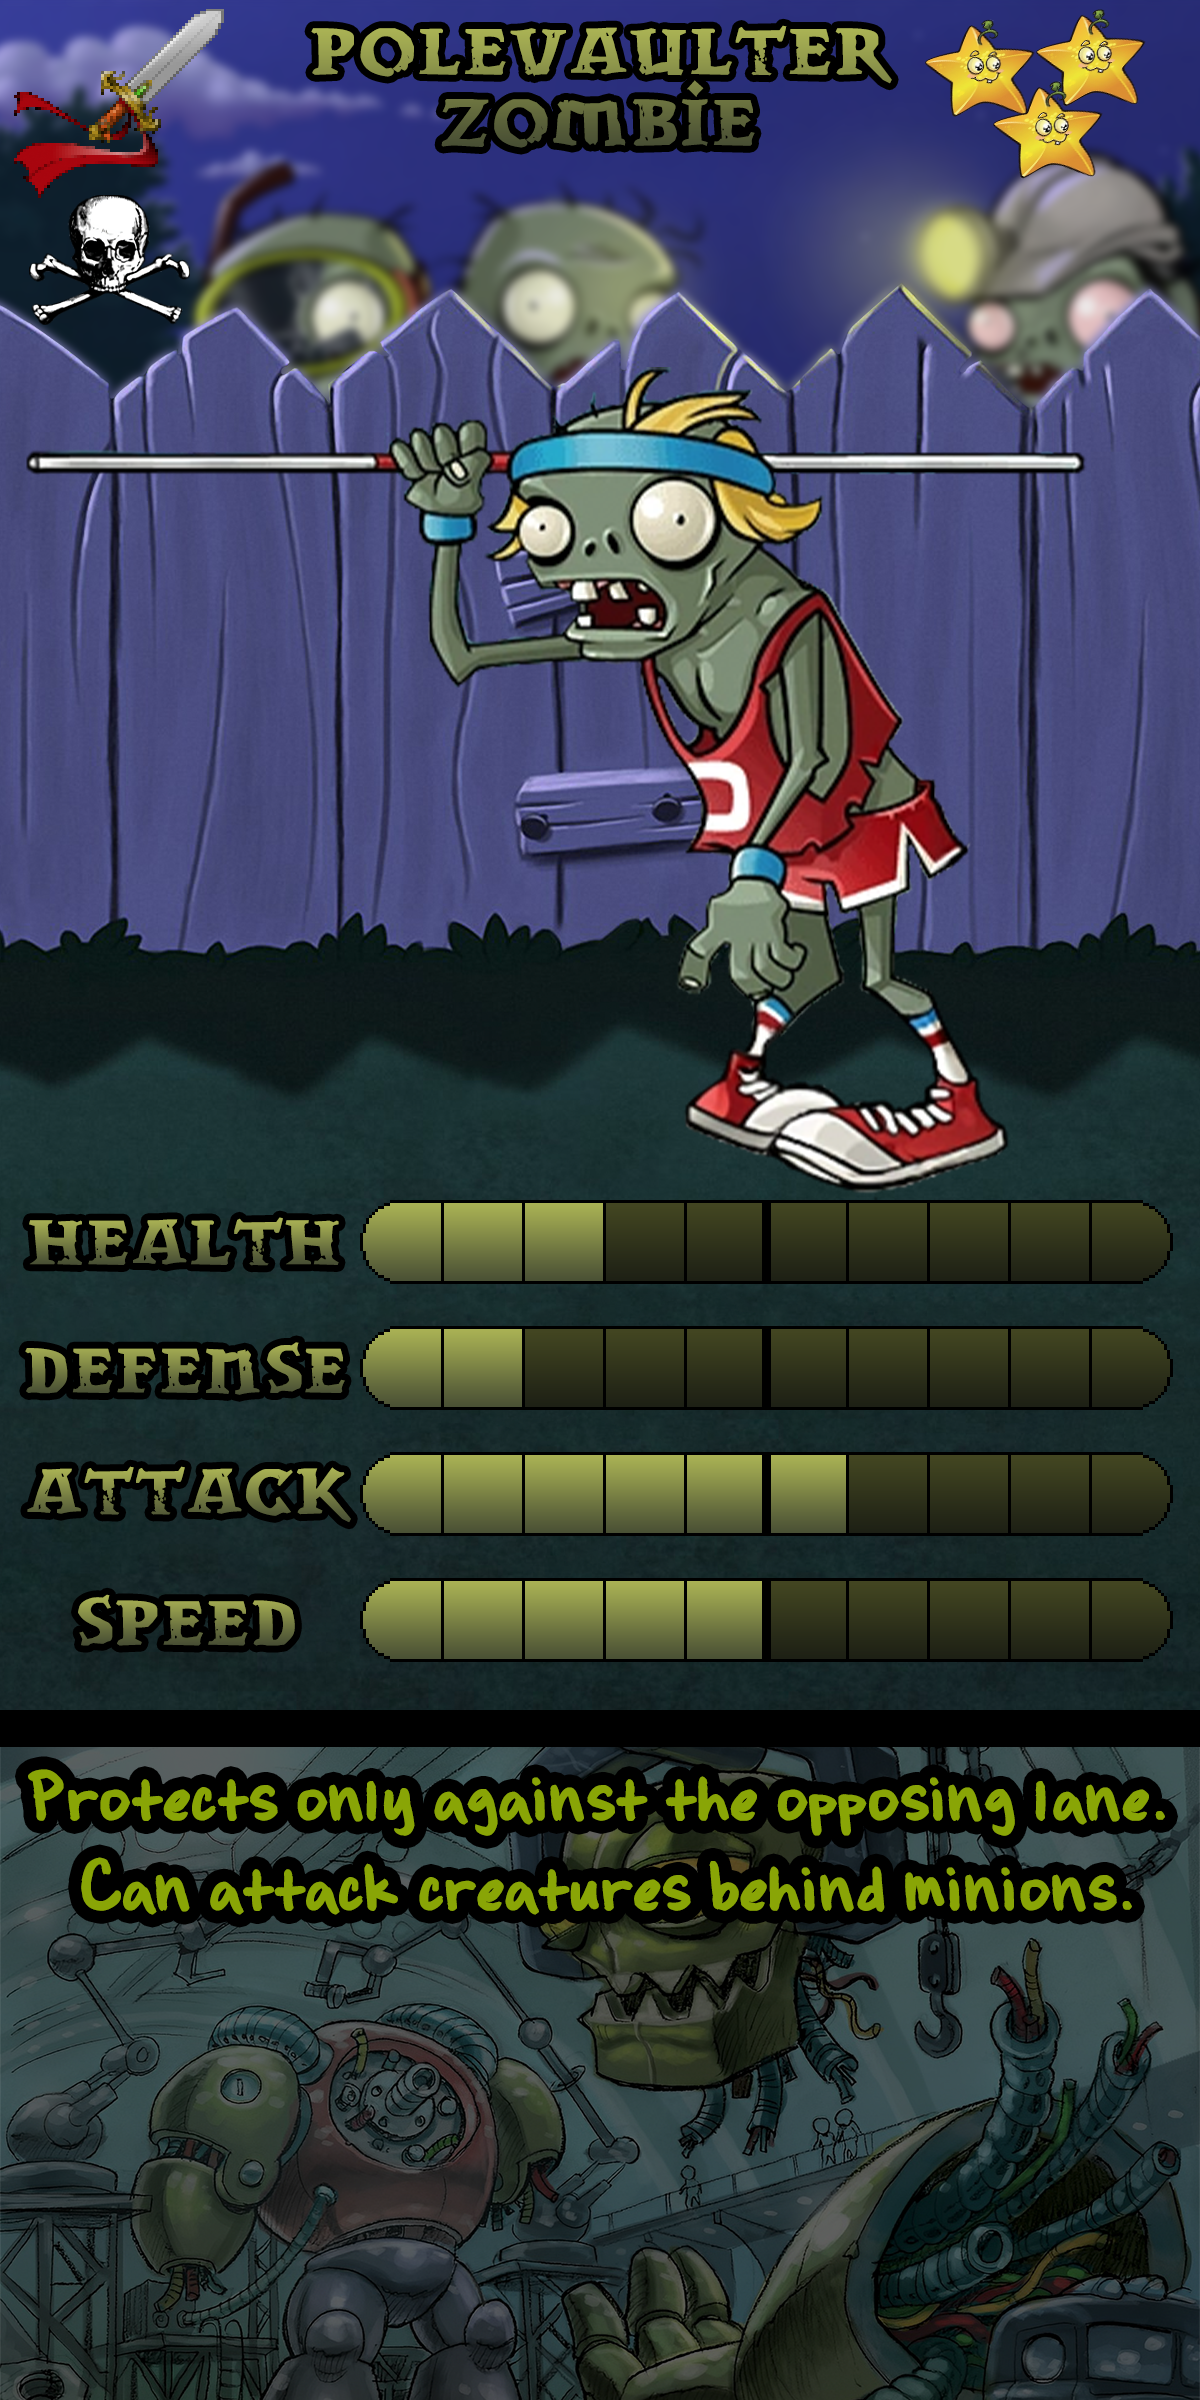 POLEVAULTER
ZOMBIE
HEALTH
DEFENSE
ATTACK
SPEED
Protects only against the opposing lane.
Can attack creatures behind minions.